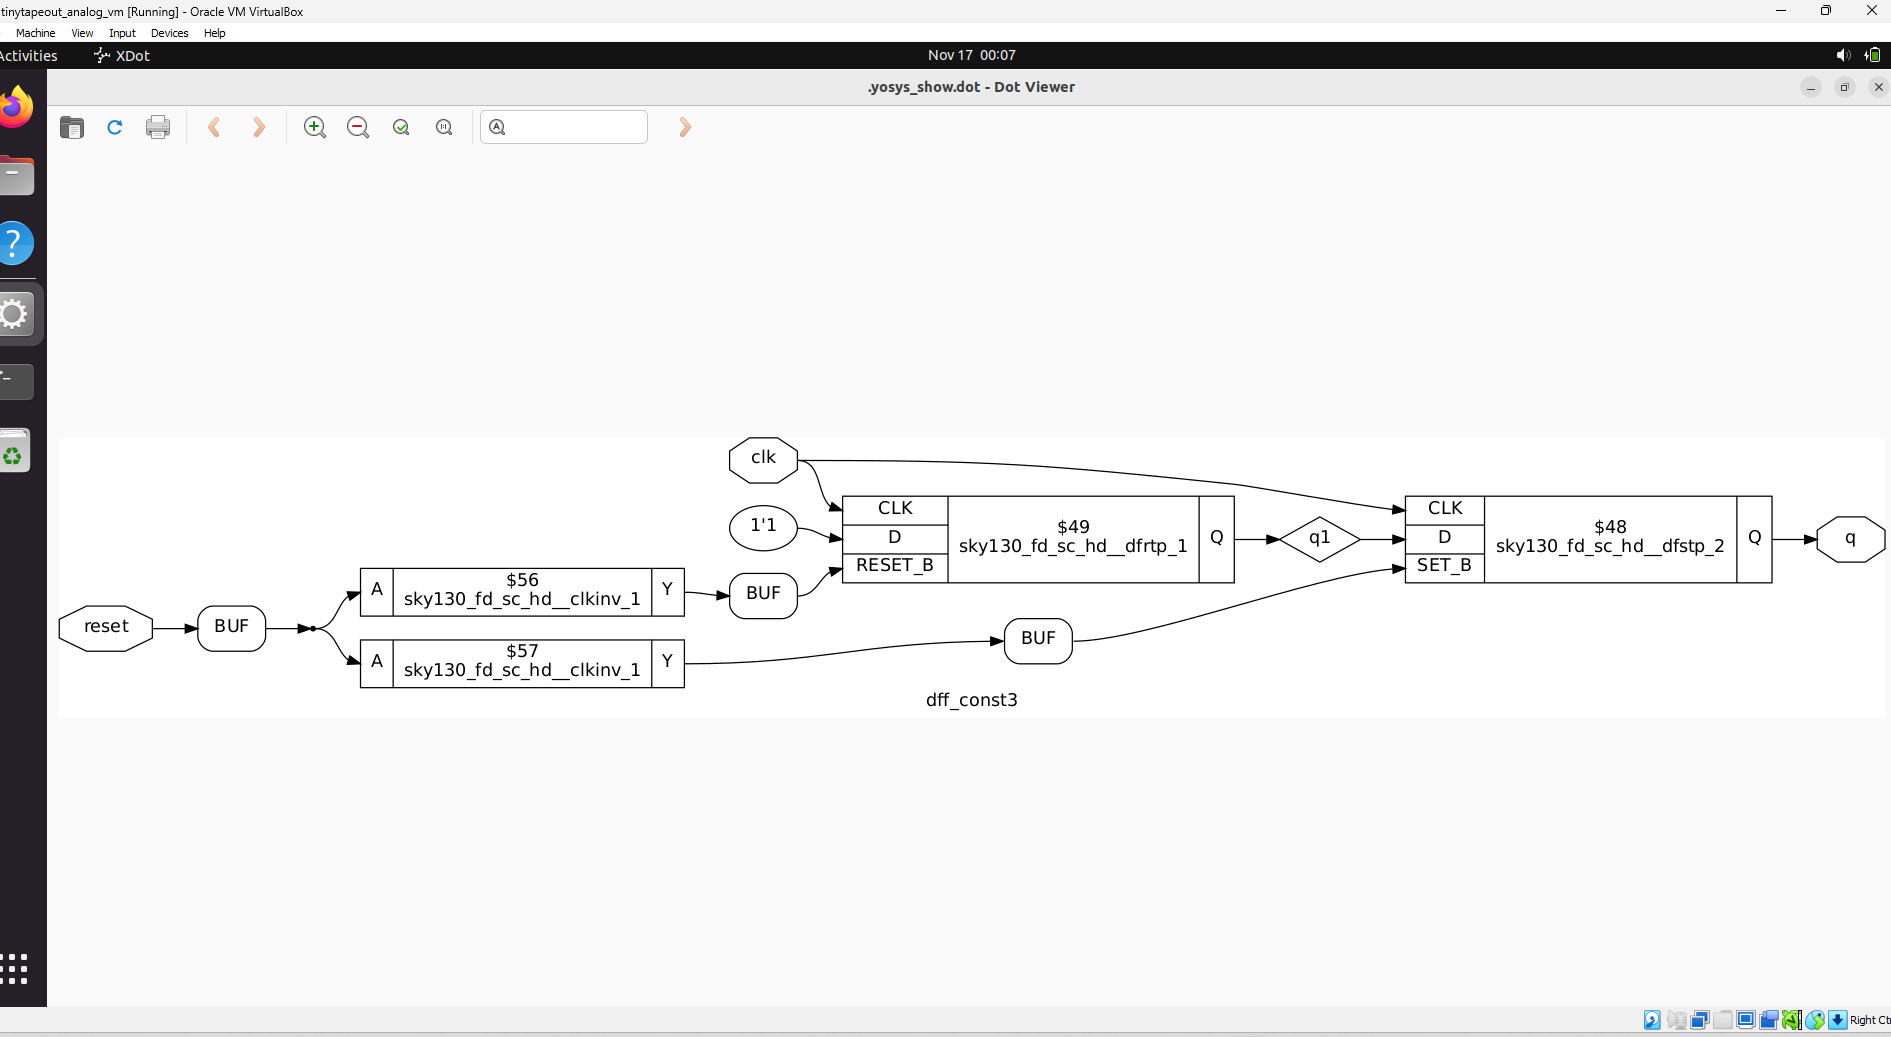 tinytapeout_analog_vm [Running] - Oracle VM VirtualBox
Machine View Input Devices Help
Activities XDot Nov 17 00:07
.yosys_show.dot - Dot Viewer
clk
CLK
1'1
D
$49
sky130_fd_sc_hd__dfrtp_1
Q
RESET_B
q1
CLK
D
$48
sky130_fd_sc_hd__dfstp_2
Q
SET_B
q
A
$56
sky130_fd_sc_hd__clkinv_1
Y
BUF
reset
BUF
A
$57
sky130_fd_sc_hd__clkinv_1
Y
BUF
dff_const3
Right Ctr